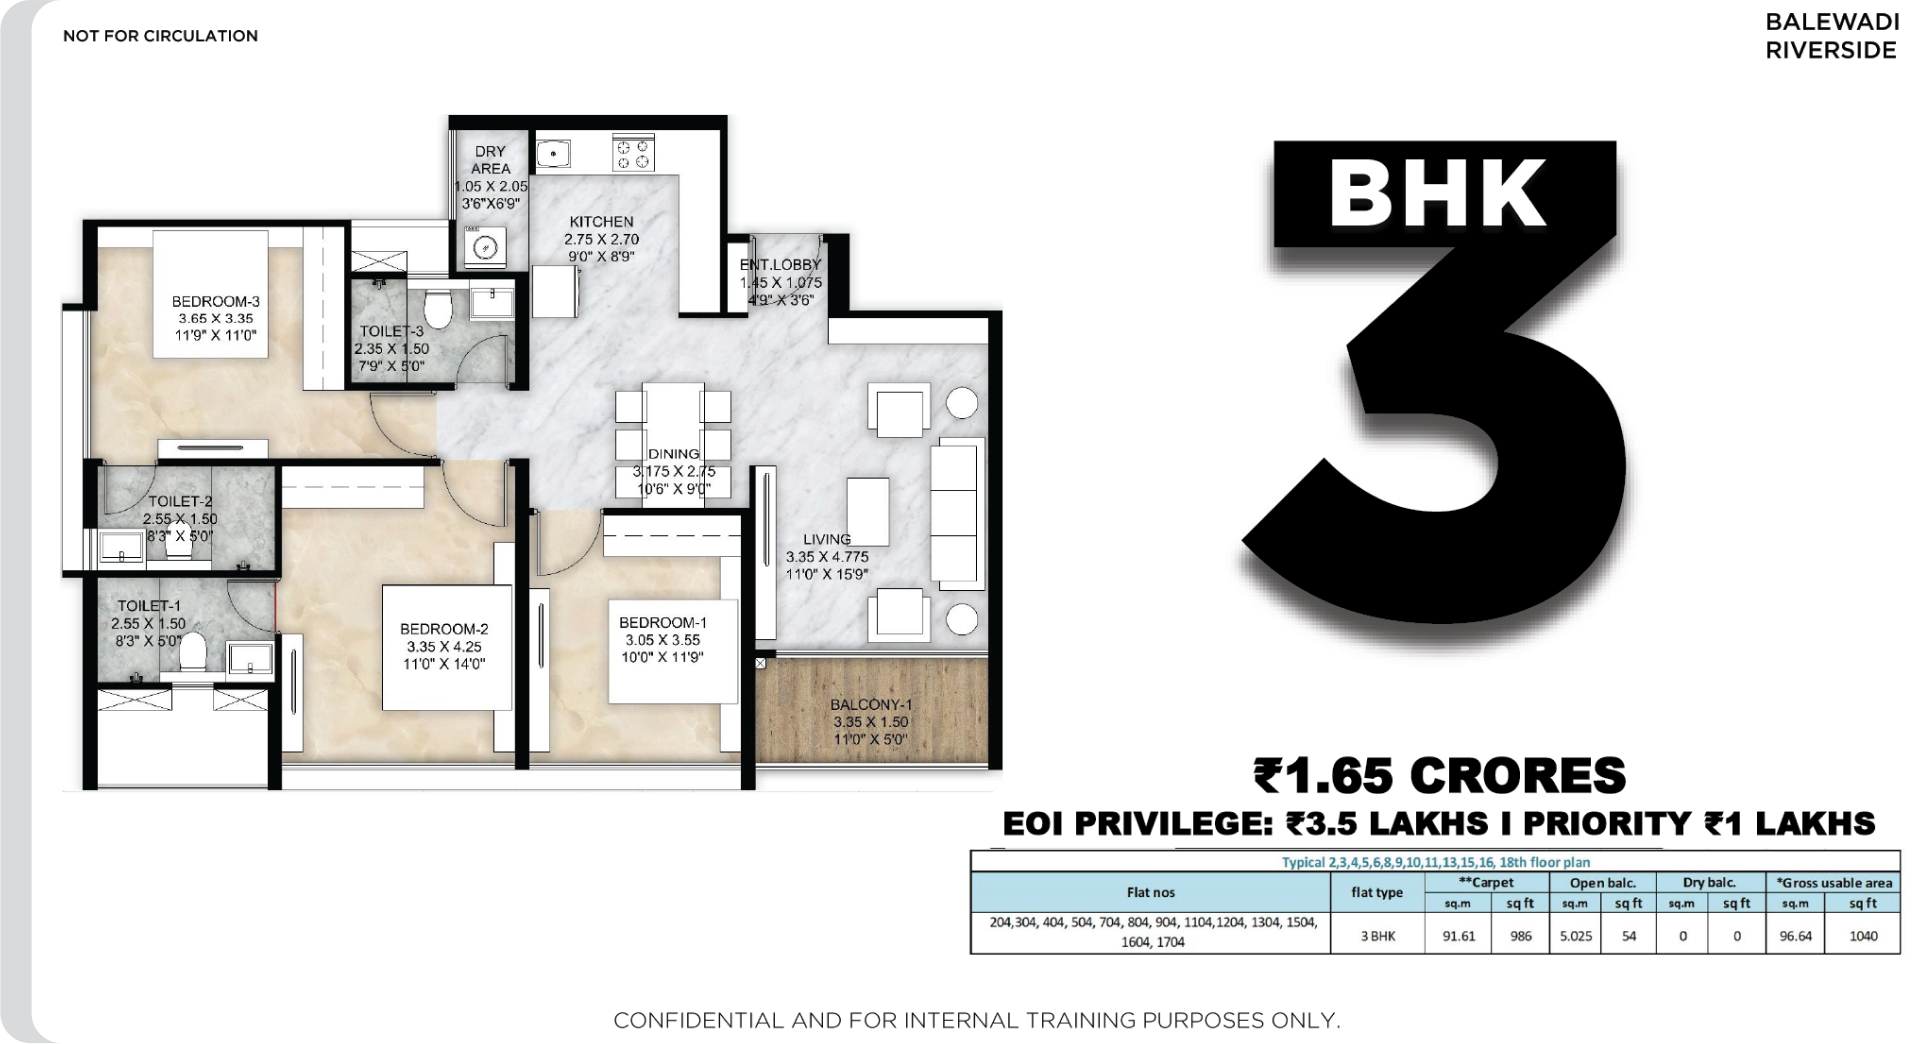 NOT FOR CIRCULATION
BALEWADI
RIVERSIDE
DRY
AREA
1.05 X 2.05
3'6"X6'9"
KITCHEN
2.75 X 2.70
9'0" X 8'9"
ENT.LOBBY
1.45 X 1.075
4'9" X 3'6"
BEDROOM-3
3.65 X 3.35
11'9" X 11'0"
TOILET-3
2.35 X 1.50
7'9" X 5'0"
DINING
3.175 X 2.75
10'6" X 9'0"
TOILET-2
2.55 X 1.50
8'3" X 5'0"
LIVING
3.35 X 4.775
11'0" X 15'9"
TOILET-1
2.55 X 1.50
8'3" X 5'0"
BEDROOM-2
3.35 X 4.25
11'0" X 14'0"
BEDROOM-1
3.05 X 3.55
10'0" X 11'9"
BALCONY-1
3.35 X 1.50
11'0" X 5'0"
BHK
3
₹1.65 CRORES
EOI PRIVILEGE: ₹3.5 LAKHS I PRIORITY ₹1 LAKHS
Typical 2,3,4,5,6,8,9,10,11,13,15,16, 18th floor plan
Flat nos flat type **Carpet Open balc. Dry balc. *Gross usable area
sq.m sq ft sq.m sq ft sq.m sq ft sq.m sq ft
204,304, 404, 504, 704, 804, 904, 1104,1204, 1304, 1504,
1604, 1704 3 BHK 91.61 986 5.025 54 0 0 96.64 1040
CONFIDENTIAL AND FOR INTERNAL TRAINING PURPOSES ONLY.